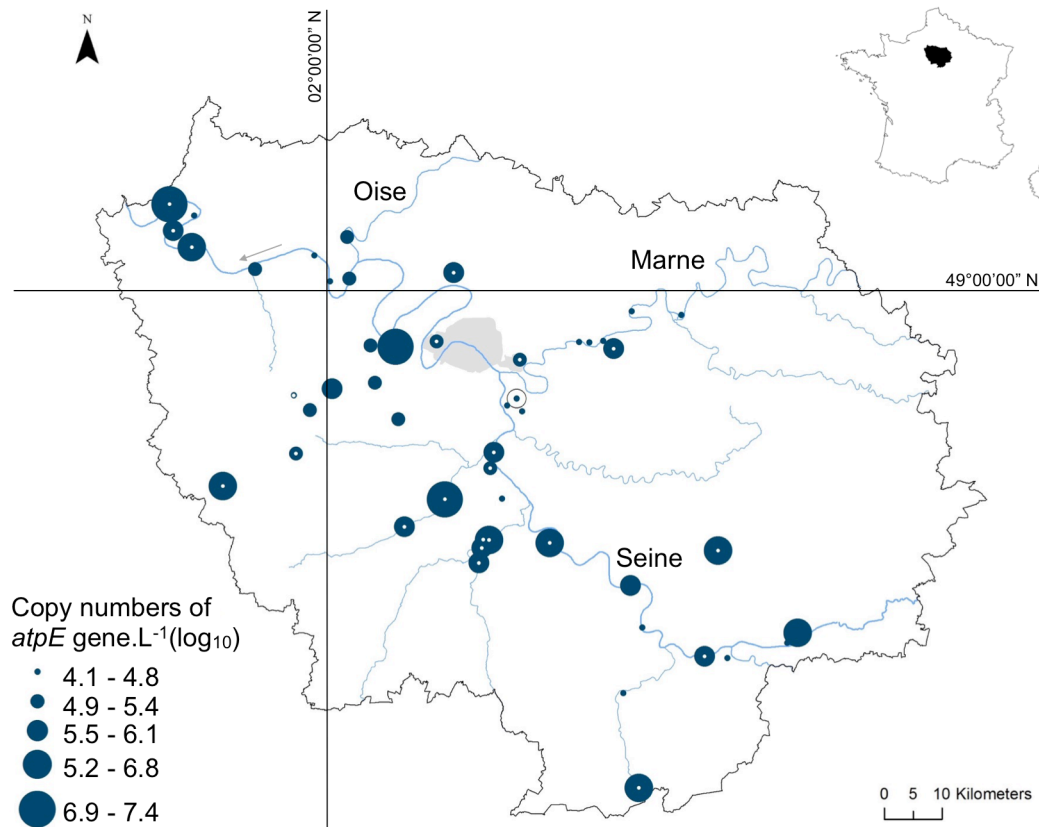 N
02°00'00" N
Oise
Marne
49°00'00" N
Seine
Copy numbers of
atpE gene.L⁻¹(log₁₀)
4.1 - 4.8
4.9 - 5.4
5.5 - 6.1
5.2 - 6.8
6.9 - 7.4
0 5 10 Kilometers